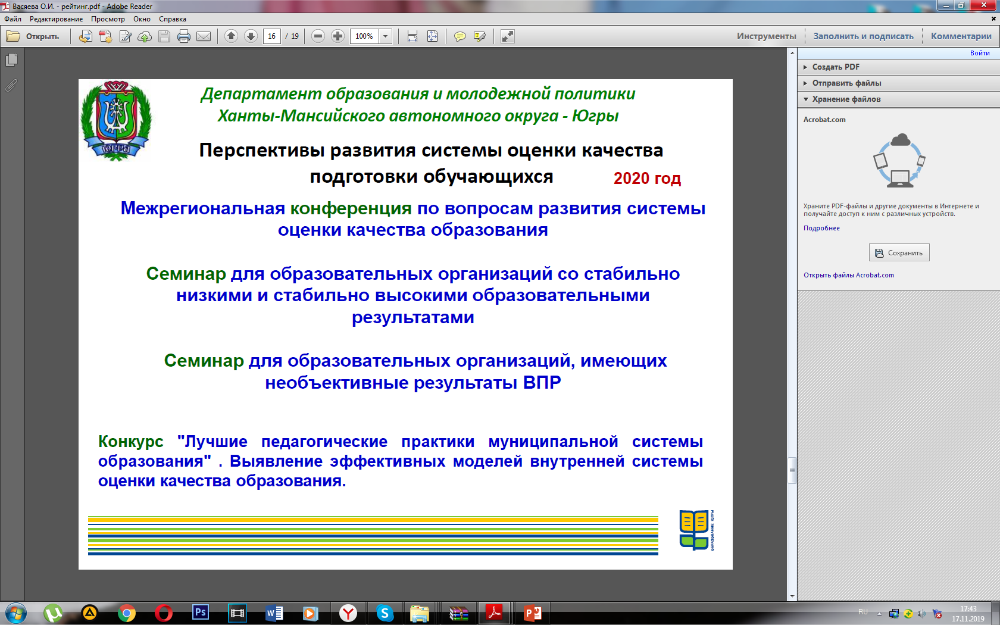 Васяева О.И. - рейтинг.pdf - Adobe Reader
Файл Редактирование Просмотр Окно Справка
Открыть 16 / 19 100% Инструменты Заполнить и подписать Комментарии
Войти
Создать PDF
Отправить файлы
Хранение файлов
Acrobat.com
Храните PDF-файлы и другие документы в Интернете и
получайте доступ к ним с различных устройств.
Подробнее
Сохранить
Открыть файлы Acrobat.com
Департамент образования и молодежной политики
Ханты-Мансийского автономного округа - Югры
ЮГРА
Перспективы развития системы оценки качества
подготовки обучающихся 2020 год
Межрегиональная конференция по вопросам развития системы
оценки качества образования
Семинар для образовательных организаций со стабильно
низкими и стабильно высокими образовательными
результатами
Семинар для образовательных организаций, имеющих
необъективные результаты ВПР
Конкурс "Лучшие педагогические практики муниципальной системы
образования" . Выявление эффективных моделей внутренней системы
оценки качества образования.
ОБРАЗОВАНИЕ ЮГРЫ
Ps
RU
17:43
17.11.2019